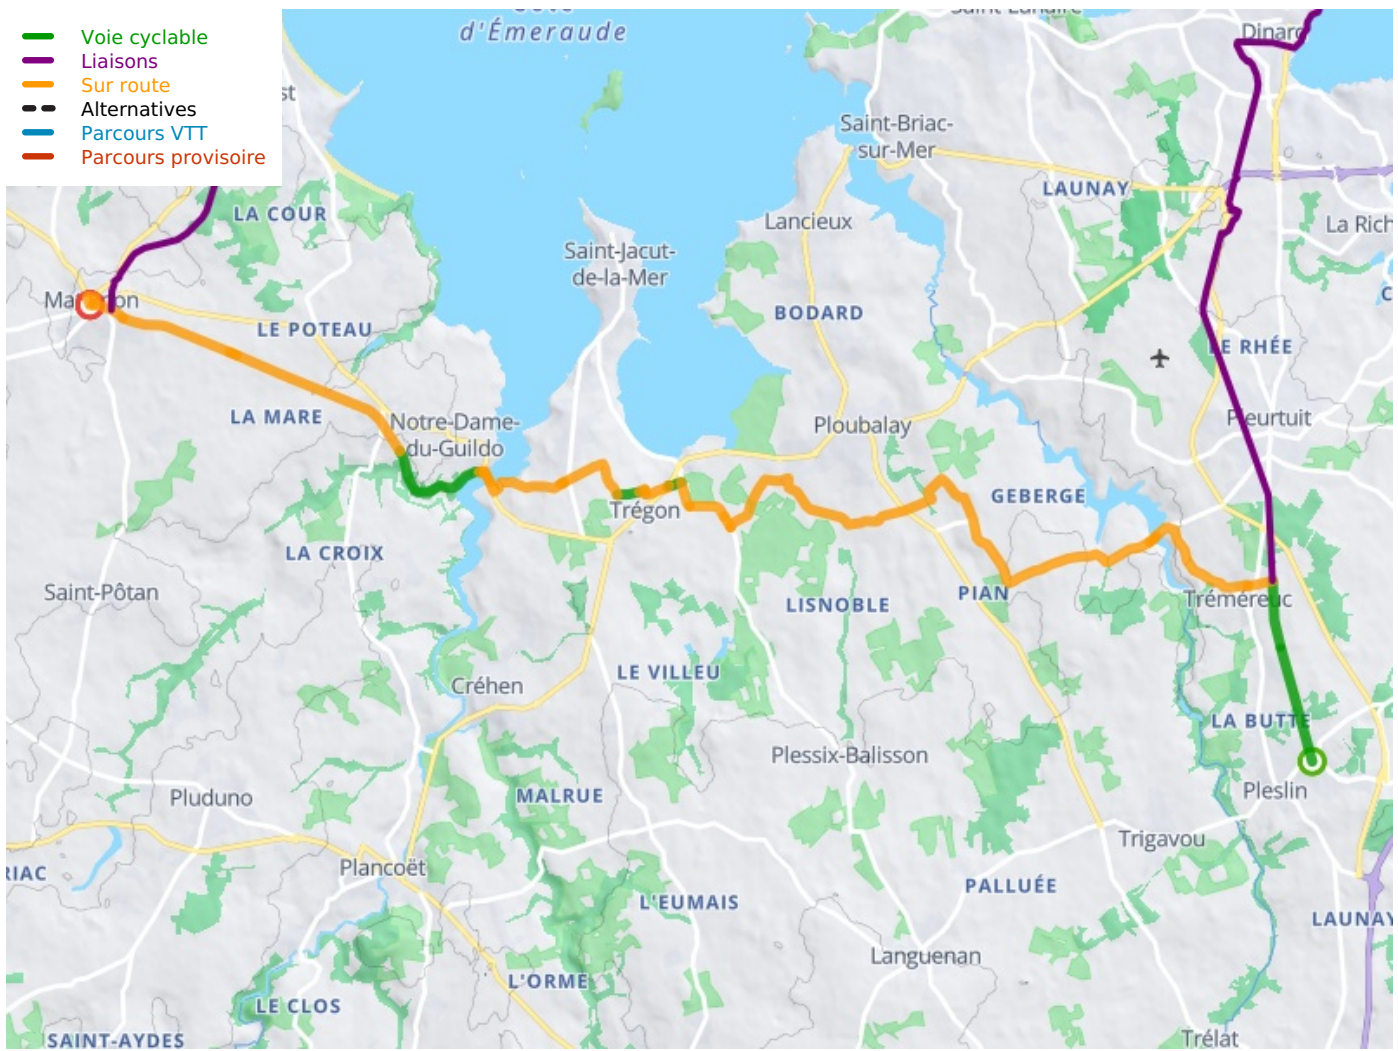 Voie cyclable
Liaisons
Sur route
Alternatives
Parcours VTT
Parcours provisoire
d'Émeraude
Dinard
Saint-Briac-
sur-Mer
LAUNAY
LA COUR
Lancieux
La Rich
Saint-Jacut-
de-la-Mer
LE POTEAU
BODARD
LE RHÉE
LA MARE
Notre-Dame-
du-Guildo
Ploubalay
Pleurtuit
GEBERGE
Trégon
LA CROIX
Saint-Pôtan
LISNOBLE
PIAN
Tréméreuc
LE VILLEU
Créhen
LA BUTTE
Plessix-Balisson
Pleslin
Pluduno
MALRUE
Trigavou
Plancoët
RIAC
PALLUÉE
L'EUMAIS
LAUNAY
Languenan
L'ORME
LE CLOS
SAINT-AYDES
Trélat